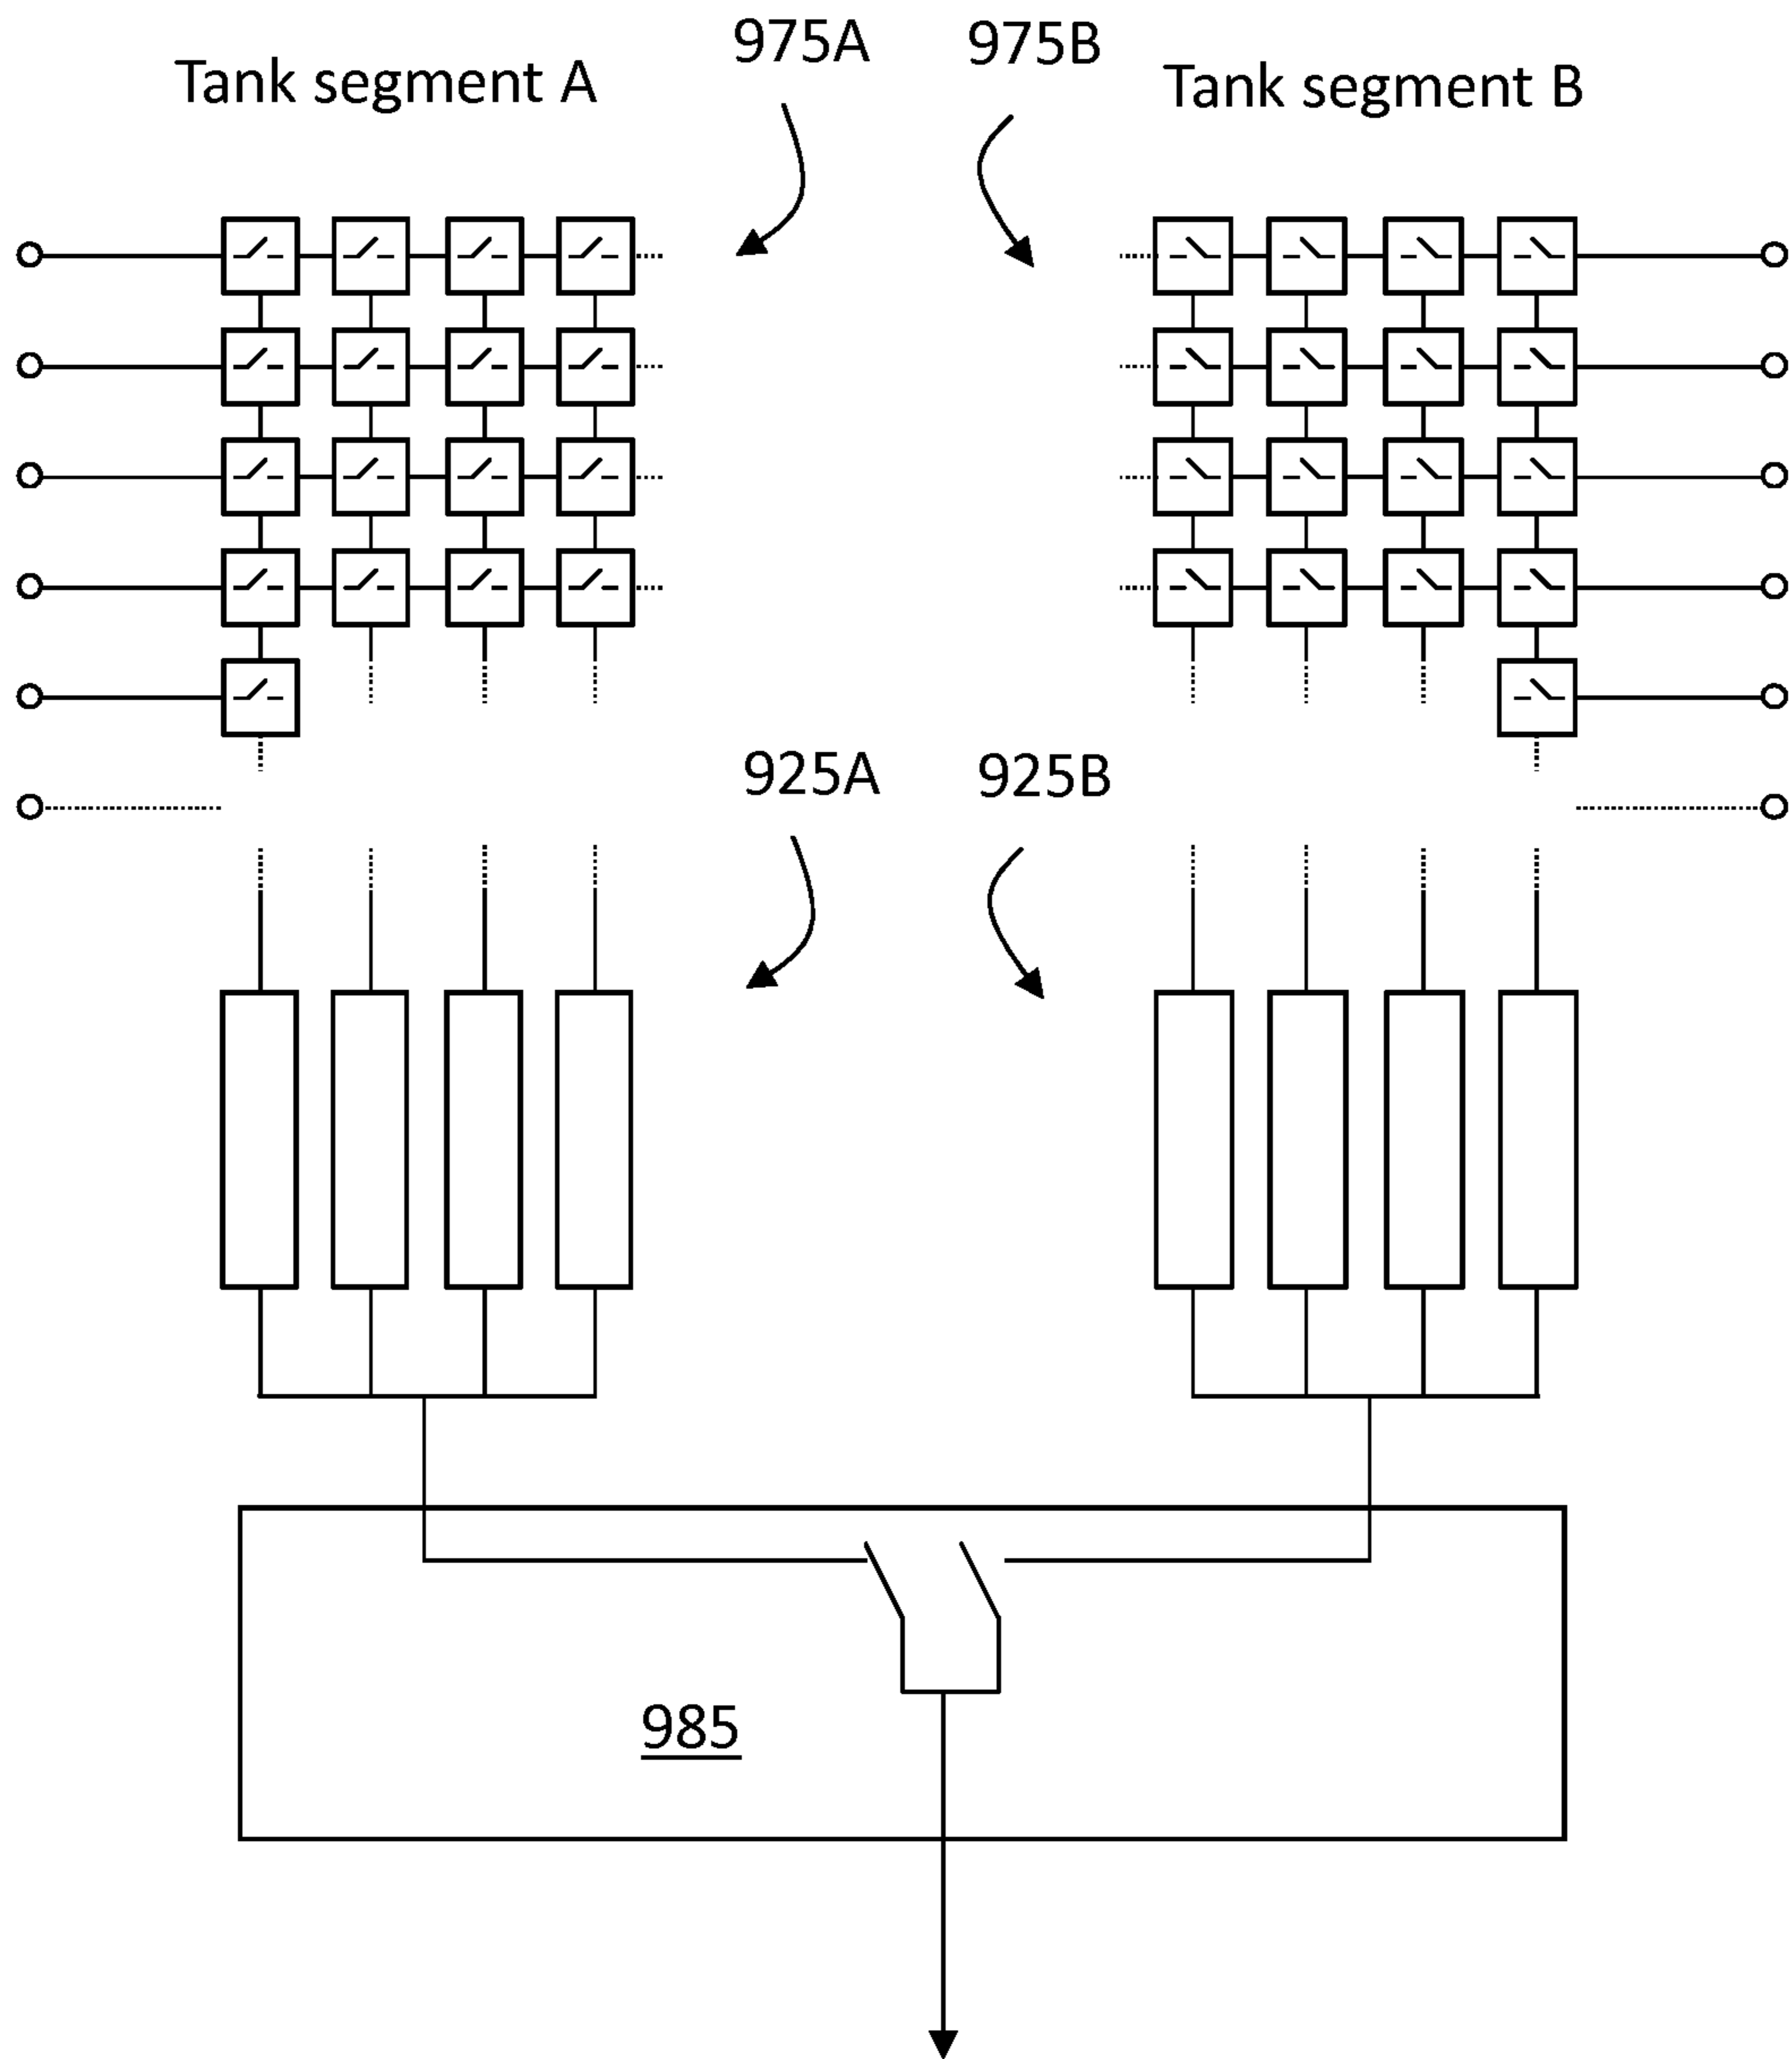 975A
975B
Tank segment A
Tank segment B
925A
925B
985